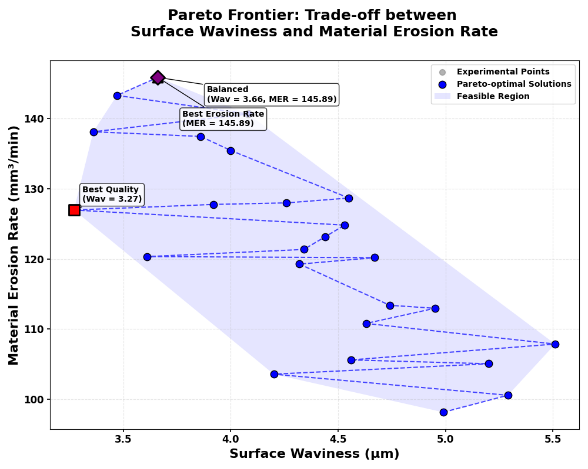 Pareto Frontier: Trade-off between
Surface Waviness and Material Erosion Rate
Experimental Points
Pareto-optimal Solutions
Feasible Region
Balanced
(Wav = 3.66, MER = 145.89)
Best Erosion Rate
(MER = 145.89)
Best Quality
(Wav = 3.27)
Material Erosion Rate (mm³/min)
140
130
120
110
100
3.5 4.0 4.5 5.0 5.5
Surface Waviness (μm)